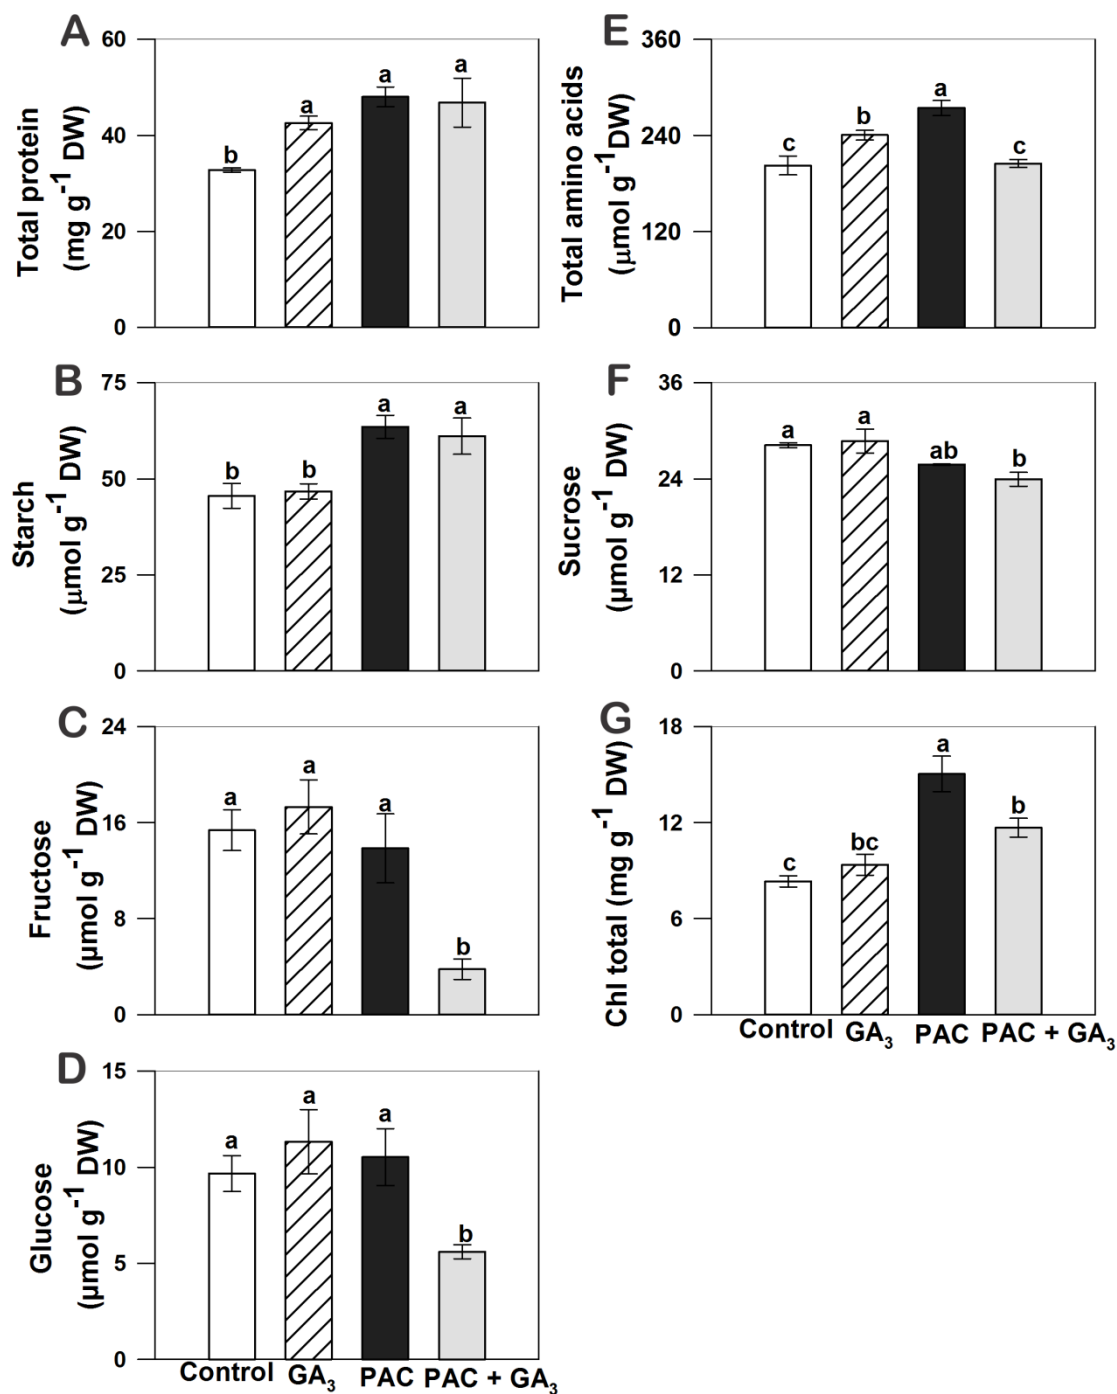 A
Total protein
(mg g⁻¹ DW)
60
40
20
0
b
a
a
a
E
Total amino acids
(μmol g⁻¹DW)
360
240
120
0
c
b
a
c
B
Starch
(μmol g⁻¹ DW)
75
50
25
0
b
b
a
a
F
Sucrose
(μmol g⁻¹ DW)
36
24
12
0
a
a
ab
b
C
Fructose
(μmol g⁻¹ DW)
24
16
8
0
a
a
a
b
G
Chl total (mg g⁻¹ DW)
18
12
6
0
c
bc
a
b
Control GA₃ PAC PAC + GA₃
D
Glucose
(μmol g⁻¹ DW)
15
10
5
0
a
a
a
b
Control GA₃ PAC PAC + GA₃